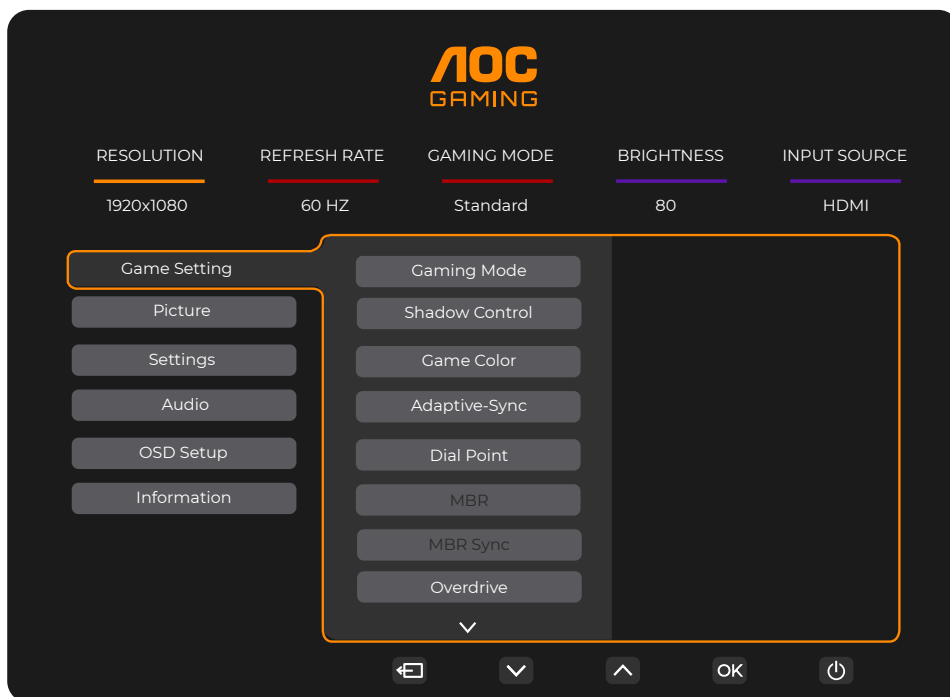 AOC
GAMING
RESOLUTION REFRESH RATE GAMING MODE BRIGHTNESS INPUT SOURCE
1920x1080 60 HZ Standard 80 HDMI
Game Setting
Picture
Settings
Audio
OSD Setup
Information
Gaming Mode
Shadow Control
Game Color
Adaptive-Sync
Dial Point
MBR
MBR Sync
Overdrive
OK